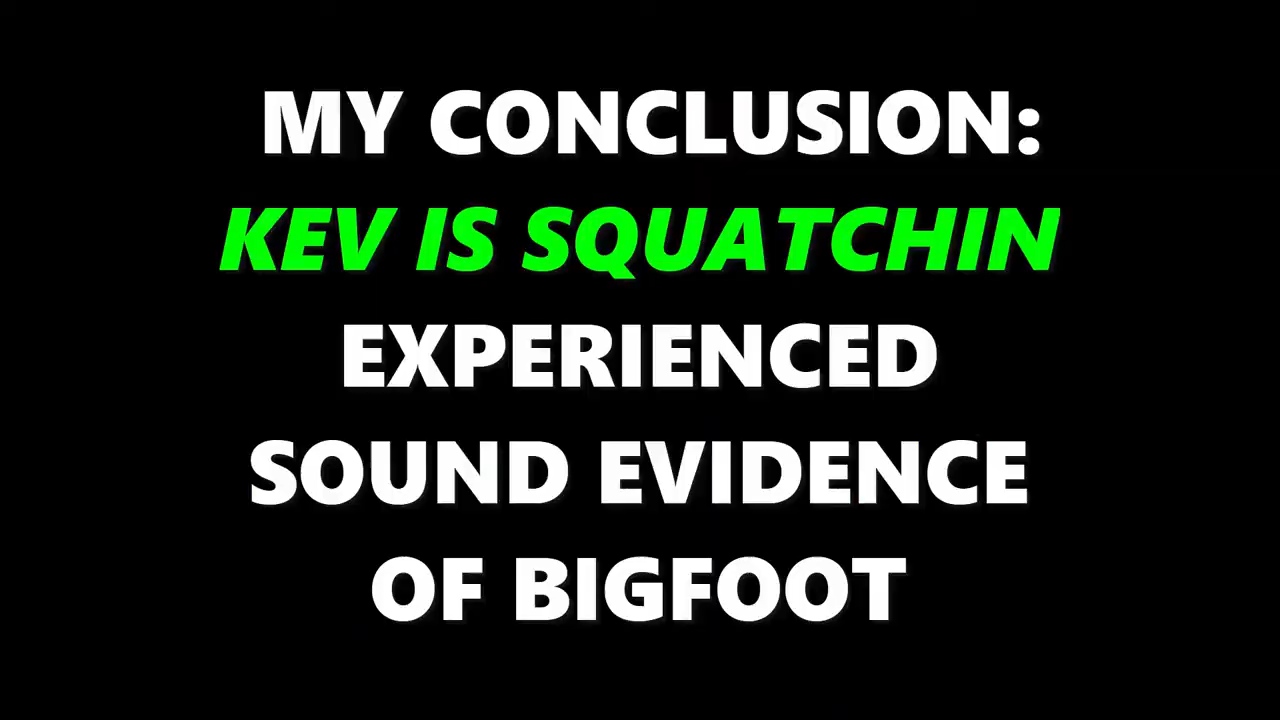 MY CONCLUSION:
KEV IS SQUATCHIN
EXPERIENCED
SOUND EVIDENCE
OF BIGFOOT